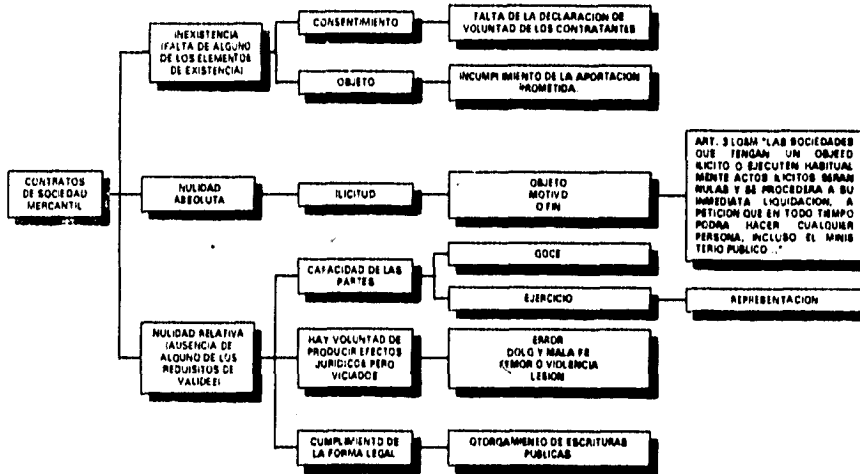 CONTRATOS
DE SOCIEDAD
MERCANTIL
INEXISTENCIA
(FALTA DE ALGUNO
DE LOS ELEMENTOS
DE EXISTENCIA)
CONSENTIMIENTO
FALTA DE LA DECLARACION DE
VOLUNTAD DE LOS CONTRATANTES
OBJETO
INCUMPLIMIENTO DE LA APORTACION
PROMETIDA.
NULIDAD
ABSOLUTA
ILICITUD
OBJETO
MOTIVO
O FIN
ART. 3 LGSM "LAS SOCIEDADES
QUE TENGAN UN OBJETO
ILICITO O EJECUTEN HABITUAL
MENTE ACTOS ILICITOS SERAN
NULAS Y SE PROCEDERA A SU
INMEDIATA LIQUIDACION, A
PETICION QUE EN TODO TIEMPO
PODRA HACER CUALQUIER
PERSONA, INCLUSO EL MINIS
TERIO PUBLICO..."
NULIDAD RELATIVA
(AUSENCIA DE
ALGUNO DE LOS
REQUISITOS DE
VALIDEZ)
CAPACIDAD DE LAS
PARTES
GOCE
EJERCICIO
REPRESENTACION
HAY VOLUNTAD DE
PRODUCIR EFECTOS
JURIDICOS PERO
VICIADOS
ERROR
DOLO Y MALA FE
TEMOR O VIOLENCIA
LESION
CUMPLIMIENTO DE
LA FORMA LEGAL
OTORGAMIENTO DE ESCRITURAS
PUBLICAS